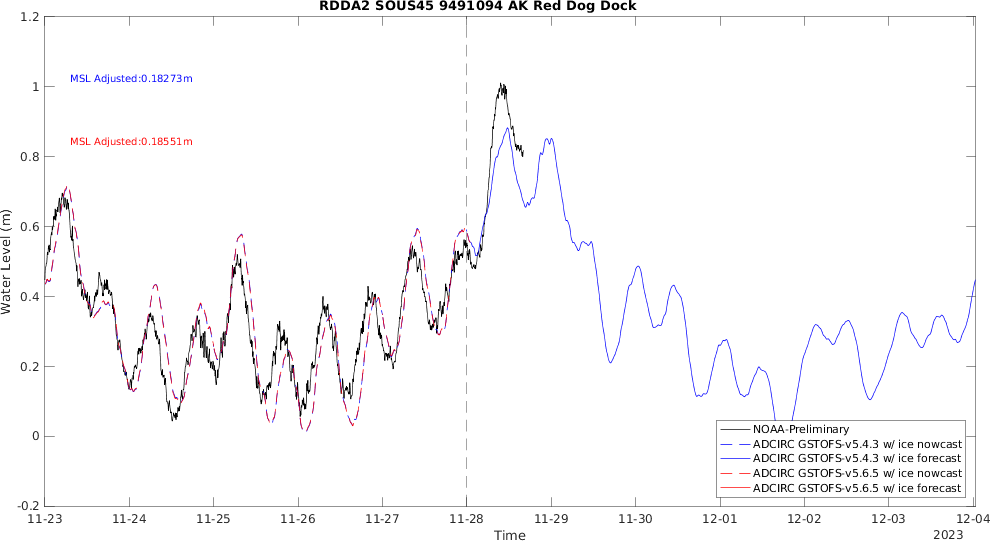 RDDA2 SOUS45 9491094 AK Red Dog Dock
1.2
1
0.8
0.6
0.4
0.2
0
-0.2
Water Level (m)
MSL Adjusted:0.18273m
MSL Adjusted:0.18551m
NOAA-Preliminary
ADCIRC GSTOFS-v5.4.3 w/ ice nowcast
ADCIRC GSTOFS-v5.4.3 w/ ice forecast
ADCIRC GSTOFS-v5.6.5 w/ ice nowcast
ADCIRC GSTOFS-v5.6.5 w/ ice forecast
11-23 11-24 11-25 11-26 11-27 11-28 11-29 11-30 12-01 12-02 12-03 12-04
Time
2023